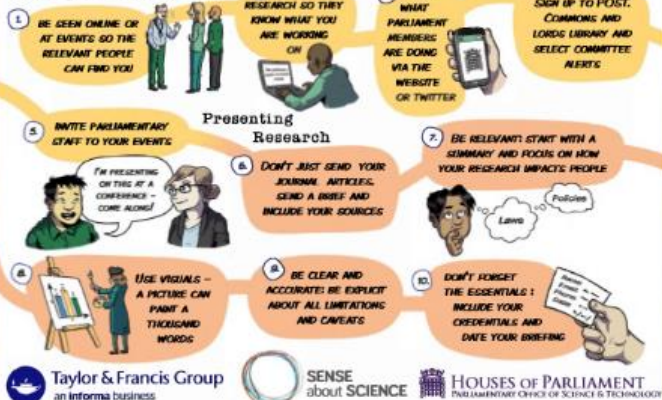 1.
BE SEEN ONLINE OR
AT EVENTS SO THE
RELEVANT PEOPLE
CAN FIND YOU
RESEARCH SO THEY
KNOW WHAT YOU
ARE WORKING
ON
WHAT
PARLIAMENT
MEMBERS
ARE DOING
VIA THE
WEBSITE
OR TWITTER
SIGN UP TO POST,
COMMONS AND
LORDS LIBRARY AND
SELECT COMMITTEE
ALERTS
5.
INVITE PARLIAMENTARY
STAFF TO YOUR EVENTS
I'M PRESENTING
ON THIS AT A
CONFERENCE -
COME ALONG!
Presenting
Research
6.
DON'T JUST SEND YOUR
JOURNAL ARTICLES.
SEND A BRIEF AND
INCLUDE YOUR SOURCES
7.
BE RELEVANT: START WITH A
SUMMARY AND FOCUS ON HOW
YOUR RESEARCH IMPACTS PEOPLE
Laws
Policies
8.
USE VISUALS -
A PICTURE CAN
PAINT A
THOUSAND
WORDS
9.
BE CLEAR AND
ACCCURATE: BE EXPLICIT
ABOUT ALL LIMITATIONS
AND CAVEATS
10.
DON'T FORGET
THE ESSENTIALS :
INCLUDE YOUR
CREDENTIALS AND
DATE YOUR BRIEFING
Name
Email
Phone
Date
Taylor & Francis Group
an informa business
SENSE
about SCIENCE
HOUSES OF PARLIAMENT
PARLIAMENTARY OFFICE OF SCIENCE & TECHNOLOGY